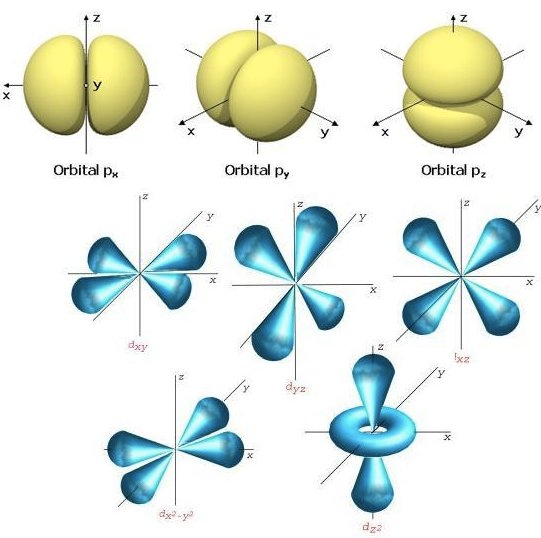 z
x
y
Orbital px
z
x
y
Orbital py
z
x
y
Orbital pz
z
y
x
dxy
z
y
x
dyz
z
y
x
xz
z
y
x
dx²-y²
z
y
x
dz²